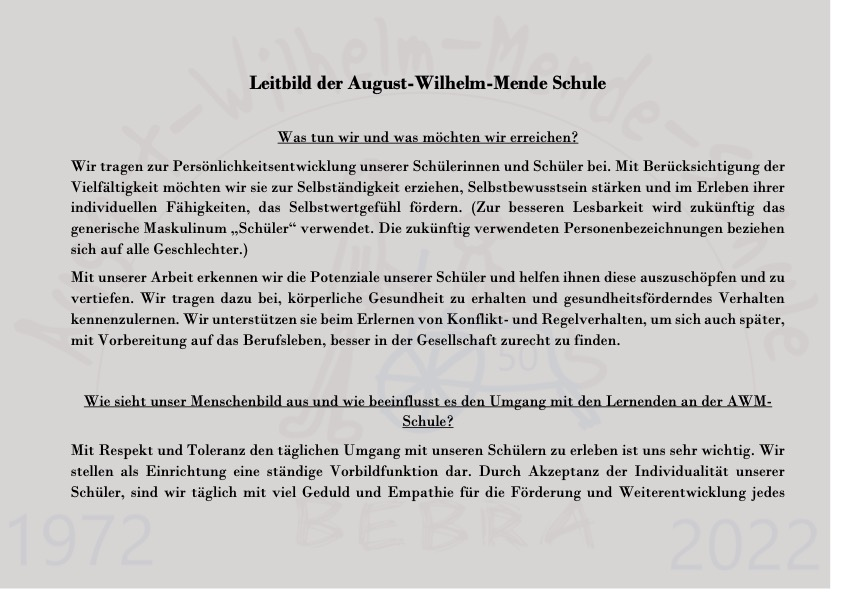 Leitbild der August-Wilhelm-Mende Schule
Was tun wir und was möchten wir erreichen?
Wir tragen zur Persönlichkeitsentwicklung unserer Schülerinnen und Schüler bei. Mit Berücksichtigung der
Vielfältigkeit möchten wir sie zur Selbständigkeit erziehen, Selbstbewusstsein stärken und im Erleben ihrer
individuellen Fähigkeiten, das Selbstwertgefühl fördern. (Zur besseren Lesbarkeit wird zukünftig das
generische Maskulinum „Schüler“ verwendet. Die zukünftig verwendeten Personenbezeichnungen beziehen
sich auf alle Geschlechter.)
Mit unserer Arbeit erkennen wir die Potenziale unserer Schüler und helfen ihnen diese auszuschöpfen und zu
vertiefen. Wir tragen dazu bei, körperliche Gesundheit zu erhalten und gesundheitsförderndes Verhalten
kennenzulernen. Wir unterstützen sie beim Erlernen von Konflikt- und Regelverhalten, um sich auch später,
mit Vorbereitung auf das Berufsleben, besser in der Gesellschaft zurecht zu finden.
50
Wie sieht unser Menschenbild aus und wie beeinflusst es den Umgang mit den Lernenden an der AWM-
Schule?
Mit Respekt und Toleranz den täglichen Umgang mit unseren Schülern zu erleben ist uns sehr wichtig. Wir
stellen als Einrichtung eine ständige Vorbildfunktion dar. Durch Akzeptanz der Individualität unserer
Schüler, sind wir täglich mit viel Geduld und Empathie für die Förderung und Weiterentwicklung jedes
1972 BEBRA 2022